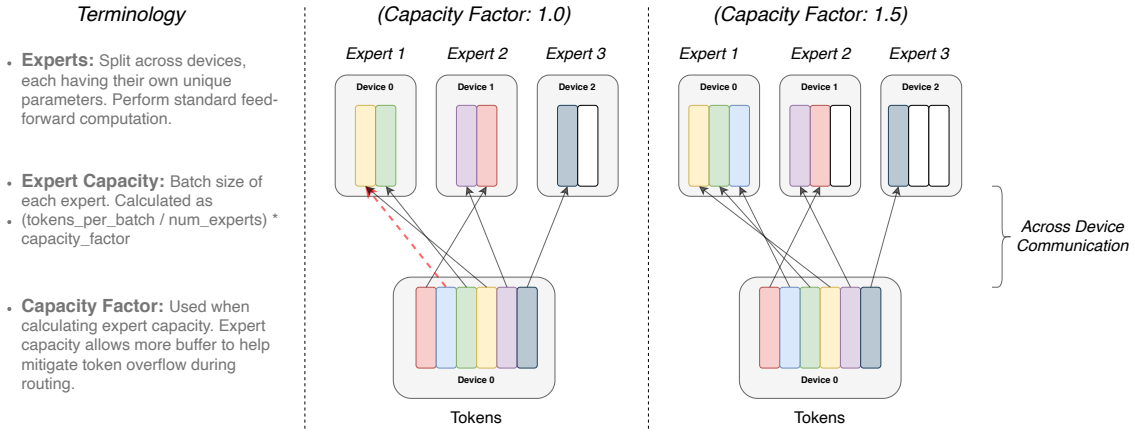 Terminology
• Experts: Split across devices,
each having their own unique
parameters. Perform standard feed-
forward computation.
• Expert Capacity: Batch size of
each expert. Calculated as
• (tokens_per_batch / num_experts) *
capacity_factor
• Capacity Factor: Used when
calculating expert capacity. Expert
capacity allows more buffer to help
mitigate token overflow during
routing.
(Capacity Factor: 1.0)
Expert 1 Expert 2 Expert 3
Device 0 Device 1 Device 2
Device 0
Tokens
(Capacity Factor: 1.5)
Expert 1 Expert 2 Expert 3
Device 0 Device 1 Device 2
Device 0
Tokens
Across Device
Communication